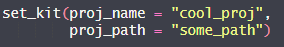 set_kit(proj_name = "cool_proj",
        proj_path = "some_path")